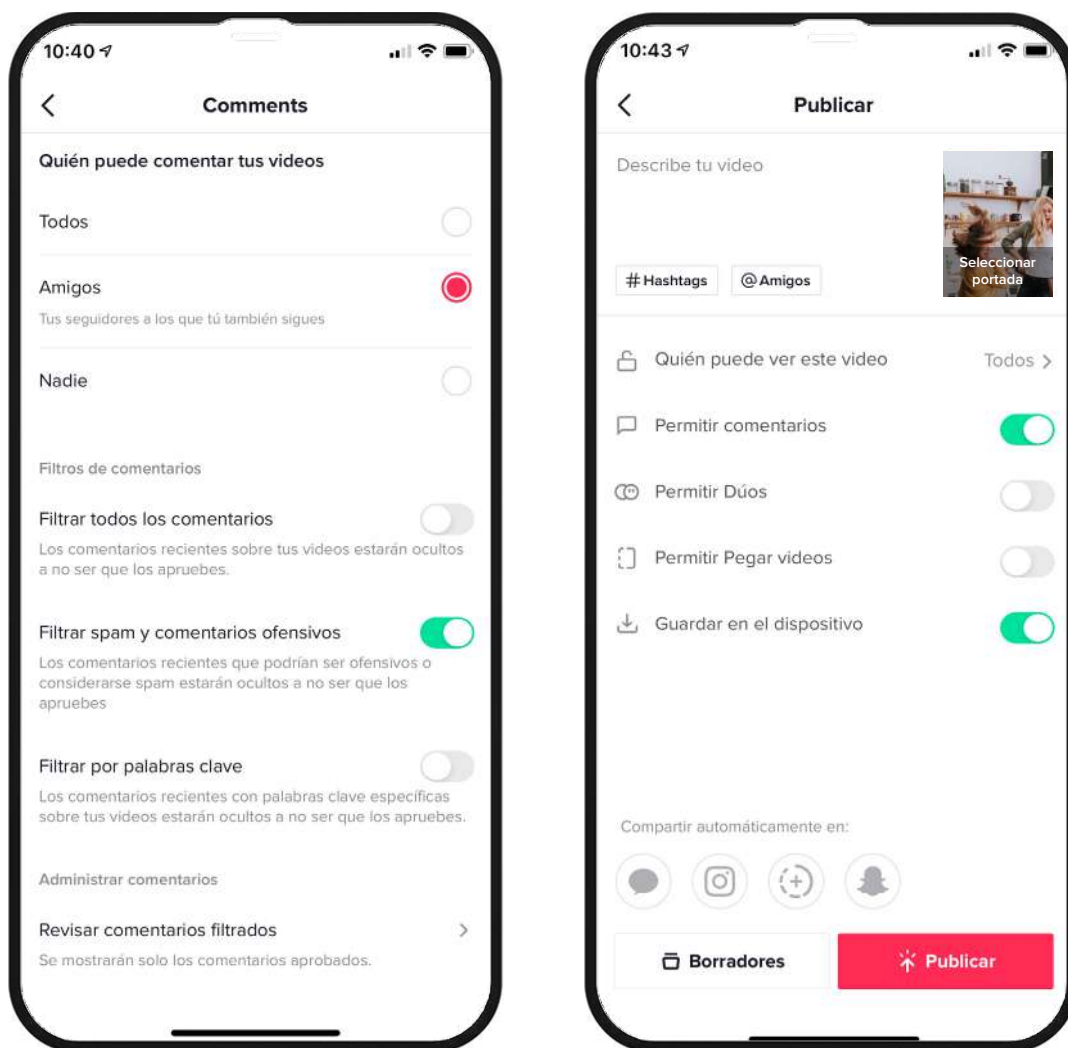 10:40
Comments
Quién puede comentar tus videos
Todos
Amigos
Tus seguidores a los que tú también sigues
Nadie
Filtros de comentarios
Filtrar todos los comentarios
Los comentarios recientes sobre tus videos estarán ocultos
a no ser que los apruebes.
Filtrar spam y comentarios ofensivos
Los comentarios recientes que podrían ser ofensivos o
considerarse spam estarán ocultos a no ser que los
apruebes
Filtrar por palabras clave
Los comentarios recientes con palabras clave específicas
sobre tus videos estarán ocultos a no ser que los apruebes.
Administrar comentarios
Revisar comentarios filtrados
Se mostrarán solo los comentarios aprobados.
10:43
Publicar
Describe tu video
Seleccionar
portada
# Hashtags @ Amigos
Quién puede ver este video Todos >
Permitir comentarios
Permitir Dúos
Permitir Pegar videos
Guardar en el dispositivo
Compartir automáticamente en:
Borradores Publicar